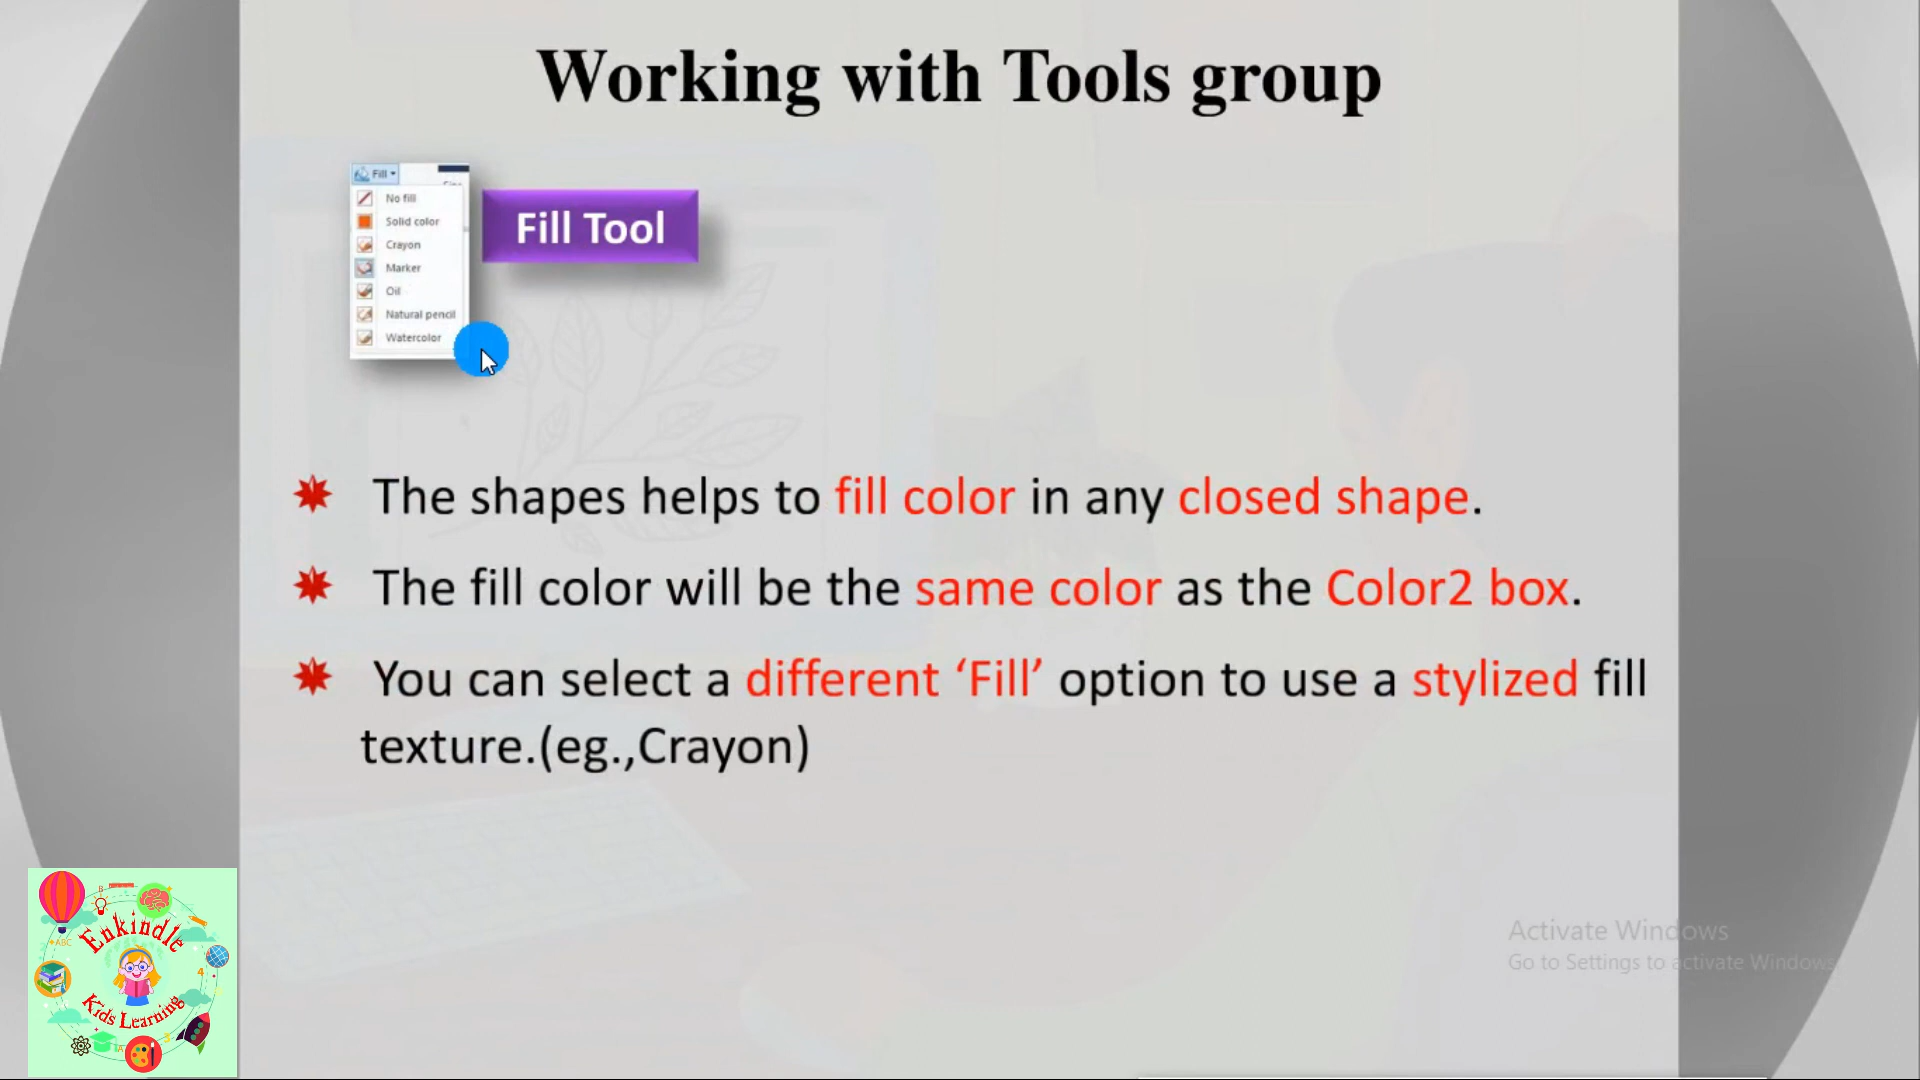 Working with Tools group
Fill
No fill
Solid color
Crayon
Marker
Oil
Natural pencil
Watercolor
Fill Tool
The shapes helps to fill color in any closed shape.
The fill color will be the same color as the Color2 box.
You can select a different ‘Fill’ option to use a stylized fill
texture.(eg.,Crayon)
Activate Windows
Go to Settings to activate Windows.
Enkindle
Kids Learning
ABC